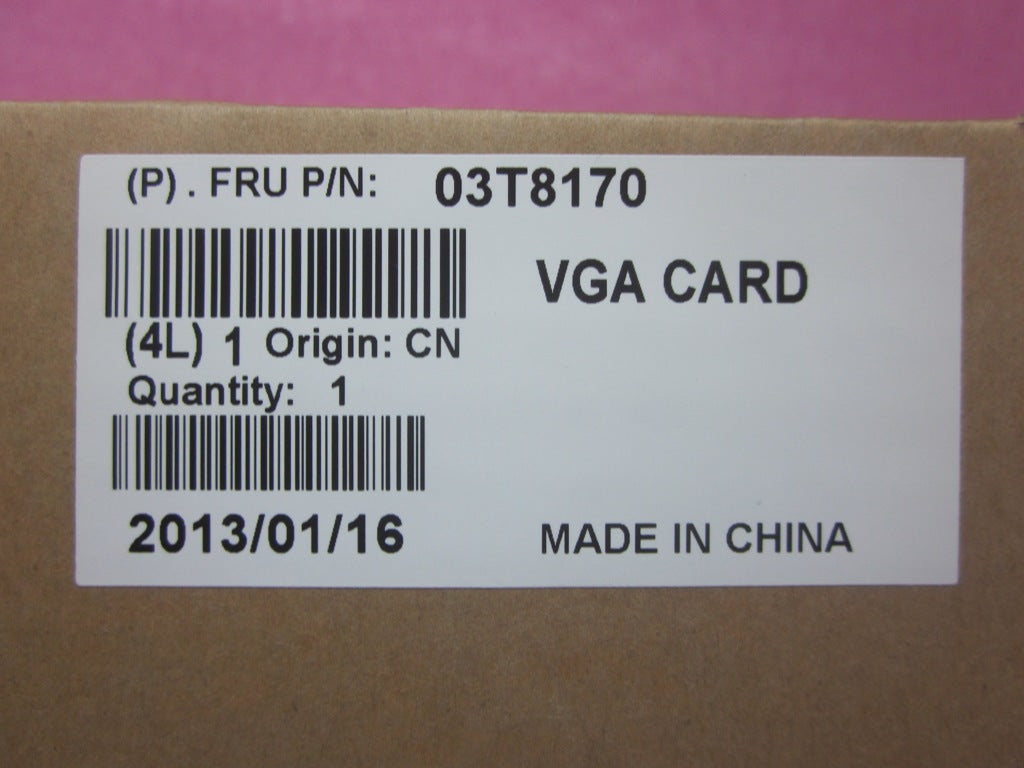 (P) . FRU P/N: 03T8170
VGA CARD
(4L) 1 Origin: CN
Quantity: 1
2013/01/16
MADE IN CHINA